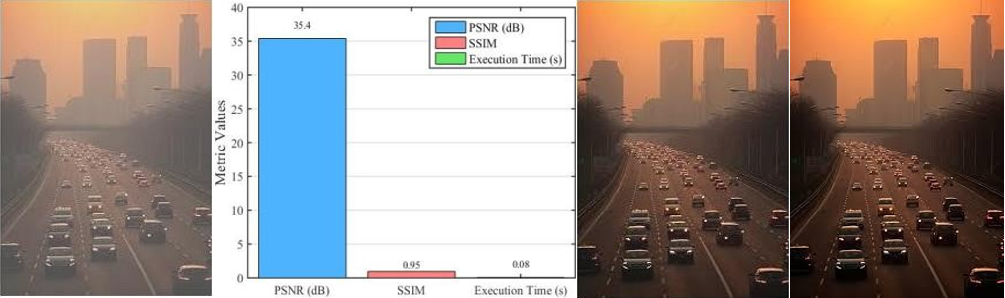 40
35
30
25
20
15
10
5
0
Metric Values
35.4
0.95
0.08
PSNR (dB)
SSIM
Execution Time (s)
PSNR (dB)
SSIM
Execution Time (s)